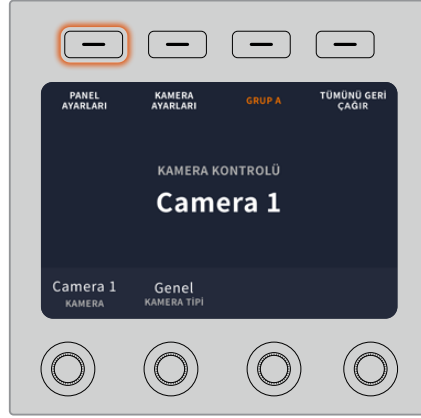 PANEL
AYARLARI
KAMERA
AYARLARI
GRUP A
TÜMÜNÜ GERİ
ÇAĞIR
KAMERA KONTROLÜ
Camera 1
Camera 1
KAMERA
Genel
KAMERA TİPİ